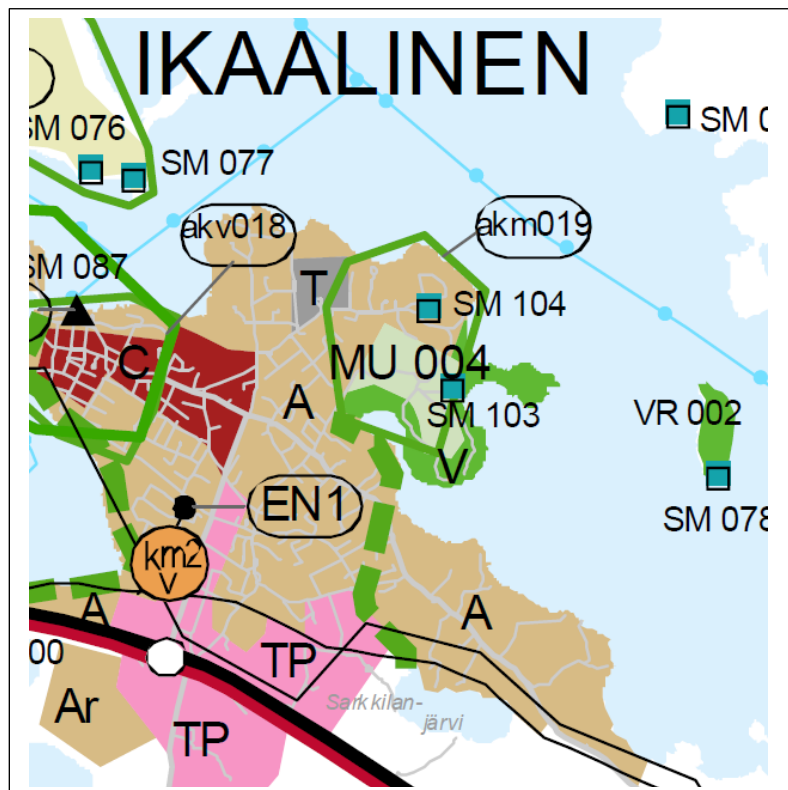 IKAALINEN
SM 076
SM 077
SM 0
akv018
akm019
SM 087
T
SM 104
C
MU 004
A
SM 103
VR 002
V
SM 078
EN1
km2
v
A
A
00
TP
Ar
Sarkkilan-
järvi
TP